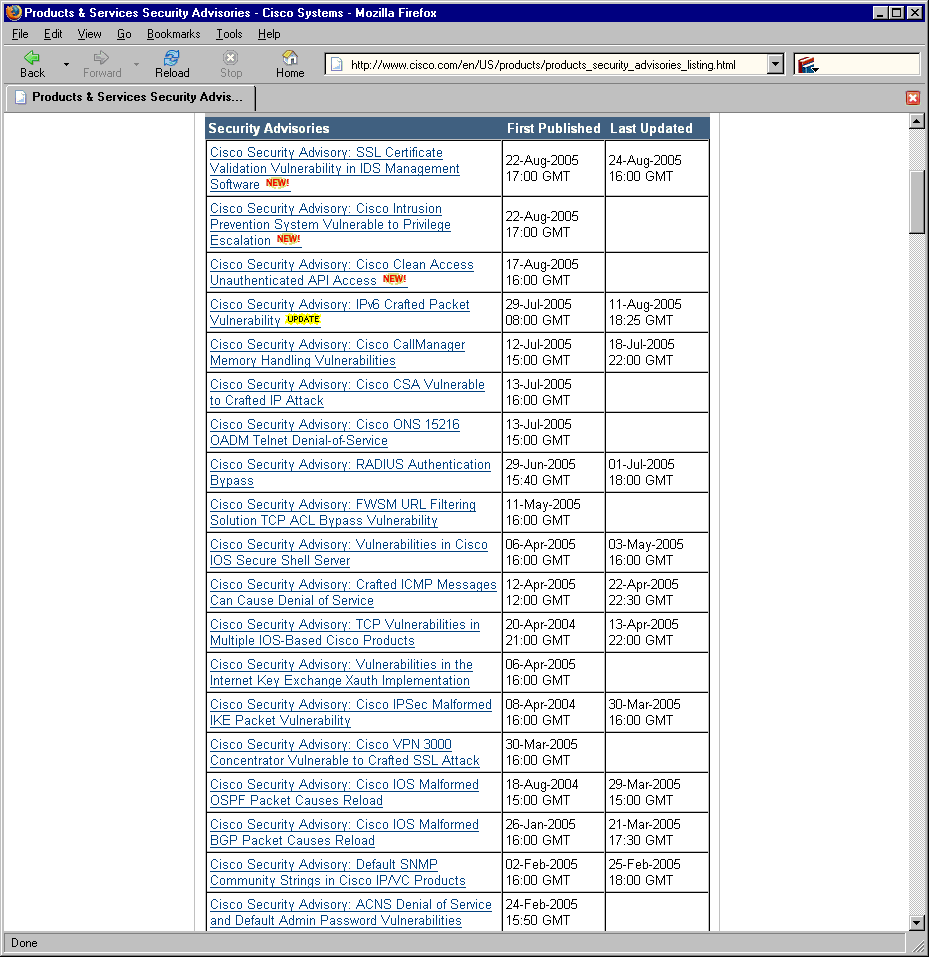 Products & Services Security Advisories - Cisco Systems - Mozilla Firefox
File Edit View Go Bookmarks Tools Help
Back Forward Reload Stop Home http://www.cisco.com/en/US/products/products_security_advisories_listing.html
Products & Services Security Advis...
Security Advisories First Published Last Updated
Cisco Security Advisory: SSL Certificate
Validation Vulnerability in IDS Management
Software NEW!
22-Aug-2005
17:00 GMT
24-Aug-2005
16:00 GMT
Cisco Security Advisory: Cisco Intrusion
Prevention System Vulnerable to Privilege
Escalation NEW!
22-Aug-2005
17:00 GMT
Cisco Security Advisory: Cisco Clean Access
Unauthenticated API Access NEW!
17-Aug-2005
16:00 GMT
Cisco Security Advisory: IPv6 Crafted Packet
Vulnerability UPDATE
29-Jul-2005
08:00 GMT
11-Aug-2005
18:25 GMT
Cisco Security Advisory: Cisco CallManager
Memory Handling Vulnerabilities
12-Jul-2005
15:00 GMT
18-Jul-2005
22:00 GMT
Cisco Security Advisory: Cisco CSA Vulnerable
to Crafted IP Attack
13-Jul-2005
16:00 GMT
Cisco Security Advisory: Cisco ONS 15216
OADM Telnet Denial-of-Service
13-Jul-2005
15:00 GMT
Cisco Security Advisory: RADIUS Authentication
Bypass
29-Jun-2005
15:40 GMT
01-Jul-2005
18:00 GMT
Cisco Security Advisory: FWSM URL Filtering
Solution TCP ACL Bypass Vulnerability
11-May-2005
16:00 GMT
Cisco Security Advisory: Vulnerabilities in Cisco
IOS Secure Shell Server
06-Apr-2005
16:00 GMT
03-May-2005
16:00 GMT
Cisco Security Advisory: Crafted ICMP Messages
Can Cause Denial of Service
12-Apr-2005
12:00 GMT
22-Apr-2005
22:30 GMT
Cisco Security Advisory: TCP Vulnerabilities in
Multiple IOS-Based Cisco Products
20-Apr-2004
21:00 GMT
13-Apr-2005
22:00 GMT
Cisco Security Advisory: Vulnerabilities in the
Internet Key Exchange Xauth Implementation
06-Apr-2005
16:00 GMT
Cisco Security Advisory: Cisco IPSec Malformed
IKE Packet Vulnerability
08-Apr-2004
16:00 GMT
30-Mar-2005
16:00 GMT
Cisco Security Advisory: Cisco VPN 3000
Concentrator Vulnerable to Crafted SSL Attack
30-Mar-2005
16:00 GMT
Cisco Security Advisory: Cisco IOS Malformed
OSPF Packet Causes Reload
18-Aug-2004
15:00 GMT
29-Mar-2005
15:00 GMT
Cisco Security Advisory: Cisco IOS Malformed
BGP Packet Causes Reload
26-Jan-2005
16:00 GMT
21-Mar-2005
17:30 GMT
Cisco Security Advisory: Default SNMP
Community Strings in Cisco IP/VC Products
02-Feb-2005
16:00 GMT
25-Feb-2005
18:00 GMT
Cisco Security Advisory: ACNS Denial of Service
and Default Admin Password Vulnerabilities
24-Feb-2005
15:50 GMT
Done